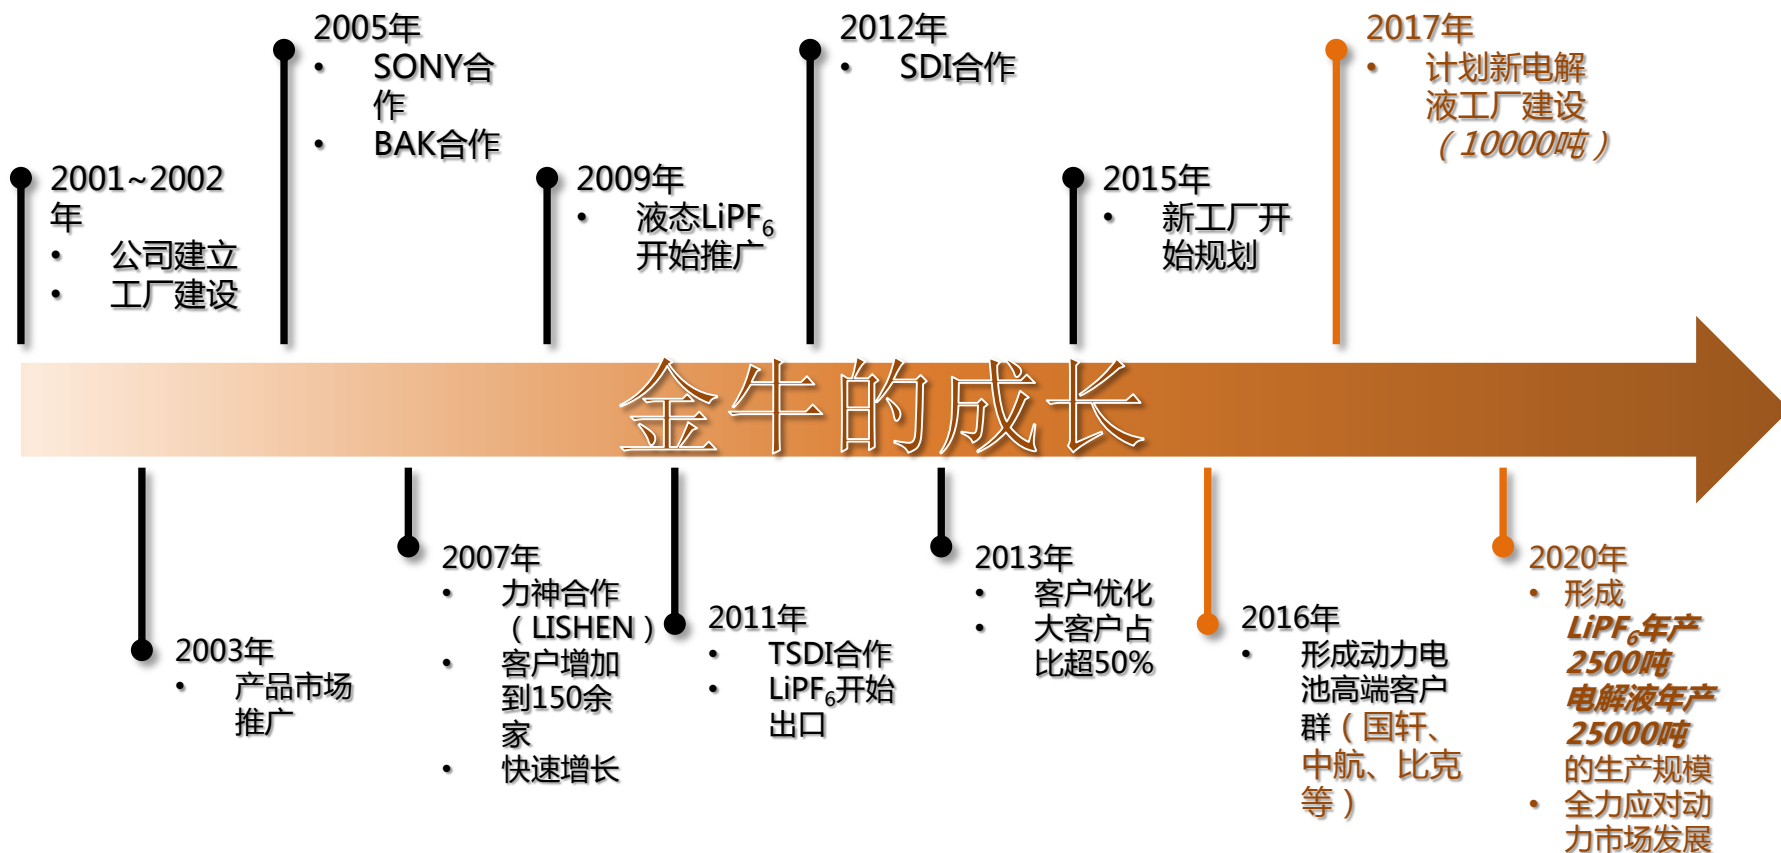 2001~2002
年
• 公司建立
• 工厂建设
2005年
• SONY合
作
• BAK合作
2009年
• 液态LiPF₆
开始推广
2012年
• SDI合作
2015年
• 新工厂开
始规划
2017年
• 计划新电解
液工厂建设
（10000吨）
金牛的成长
2003年
• 产品市场
推广
2007年
• 力神合作
（LISHEN）
• 客户增加
到150余
家
• 快速增长
2011年
• TSDI合作
• LiPF₆开始
出口
2013年
• 客户优化
• 大客户占
比超50%
2016年
• 形成动力电
池高端客户
群（国轩、
中航、比克
等）
2020年
• 形成
LiPF₆年产
2500吨
电解液年产
25000吨
的生产规模
• 全力应对动
力市场发展